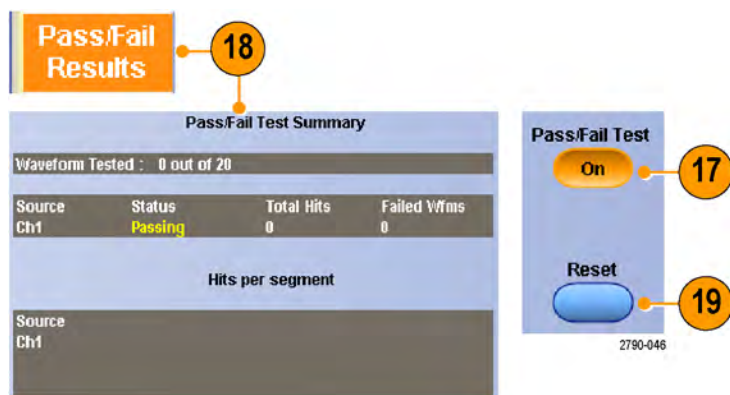 Pass/Fail
Results
18
Pass/Fail Test Summary
Waveform Tested : 0 out of 20
Source Status Total Hits Failed Wfms
Ch1 Passing 0 0
Hits per segment
Source
Ch1
Pass/Fail Test
On
17
Reset
19
2790-046